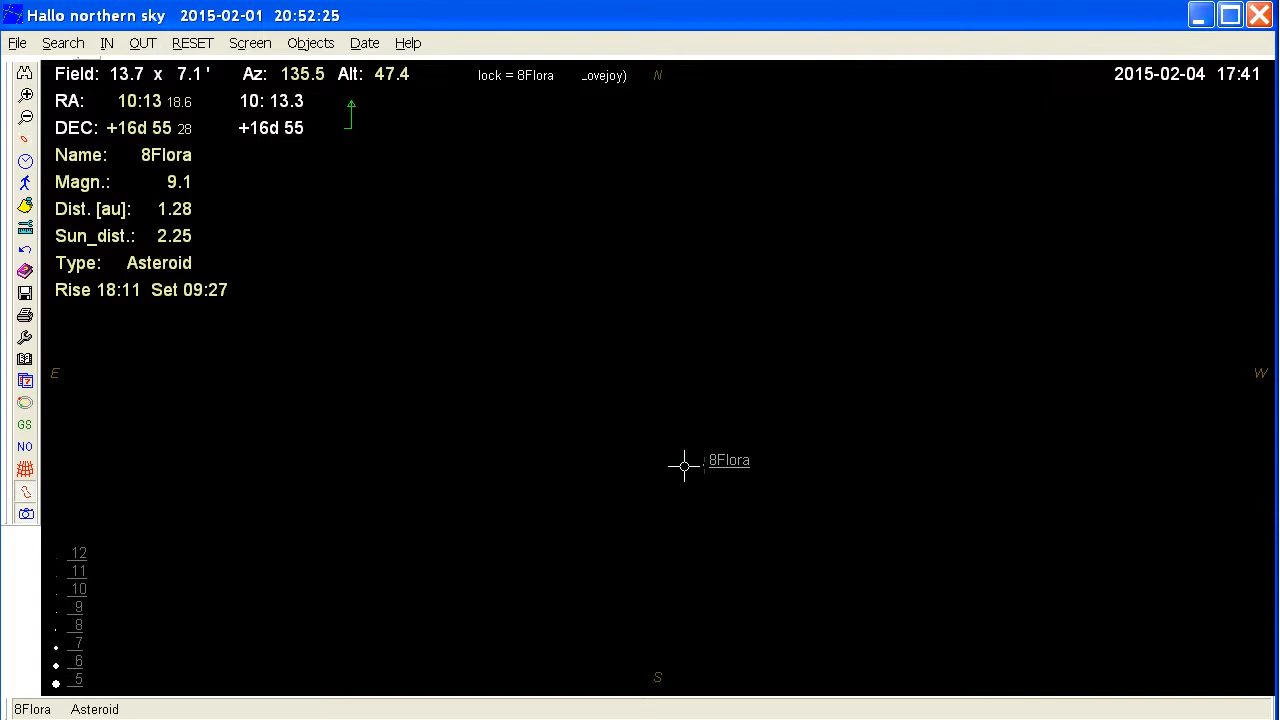 Hallo northern sky 2015-02-01 20:52:25
File Search IN OUT RESET Screen Objects Date Help
Field: 13.7 x 7.1 ' Az: 135.5 Alt: 47.4 lock = 8Flora Lovejoy) N 2015-02-04 17:41
RA: 10:13 18.6 10: 13.3
DEC: +16d 55 28 +16d 55
Name: 8Flora
Magn.: 9.1
Dist. [au]: 1.28
Sun_dist.: 2.25
Type: Asteroid
Rise 18:11 Set 09:27
E W
GS
NO
8Flora
12
11
10
9
8
7
6
5
S
8Flora Asteroid